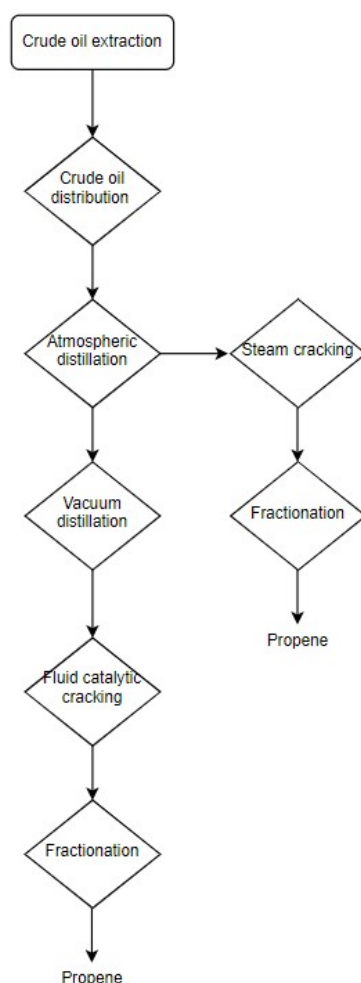 Crude oil extraction
Crude oil
distribution
Atmospheric
distillation
Steam cracking
Vacuum
distillation
Fractionation
Propene
Fluid catalytic
cracking
Fractionation
Propene